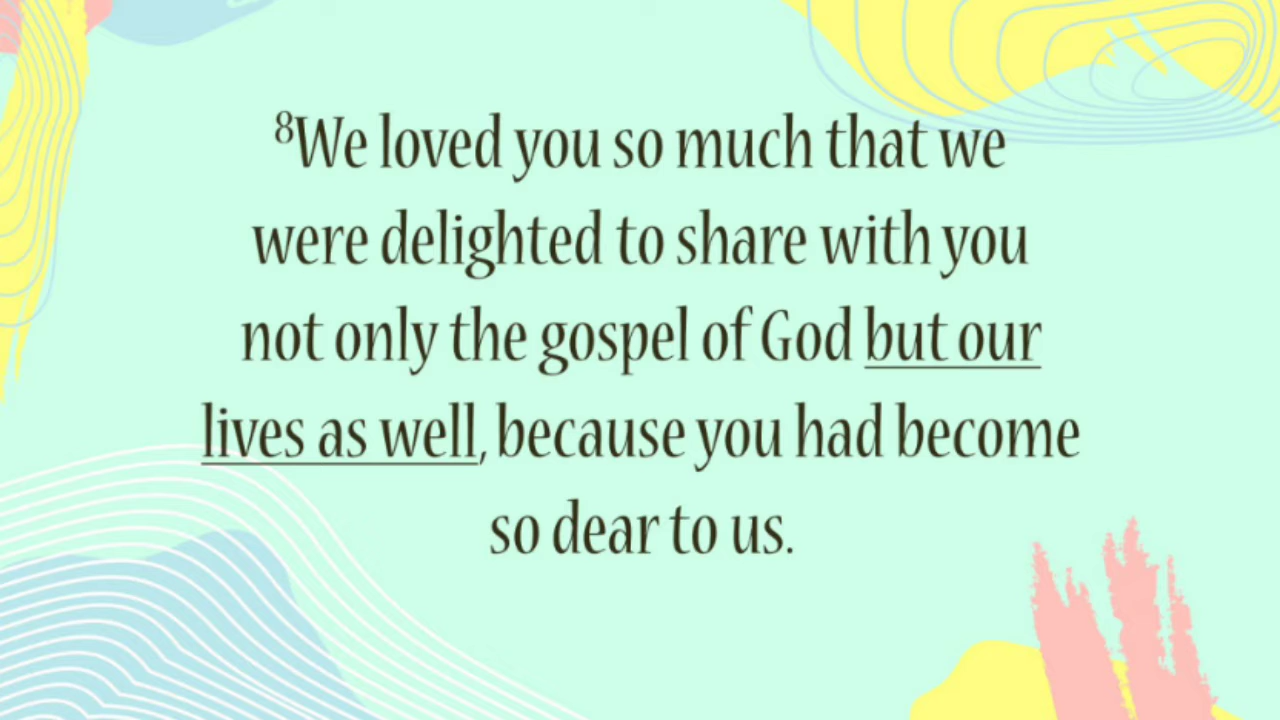 ⁸We loved you so much that we
were delighted to share with you
not only the gospel of God but our
lives as well, because you had become
so dear to us.